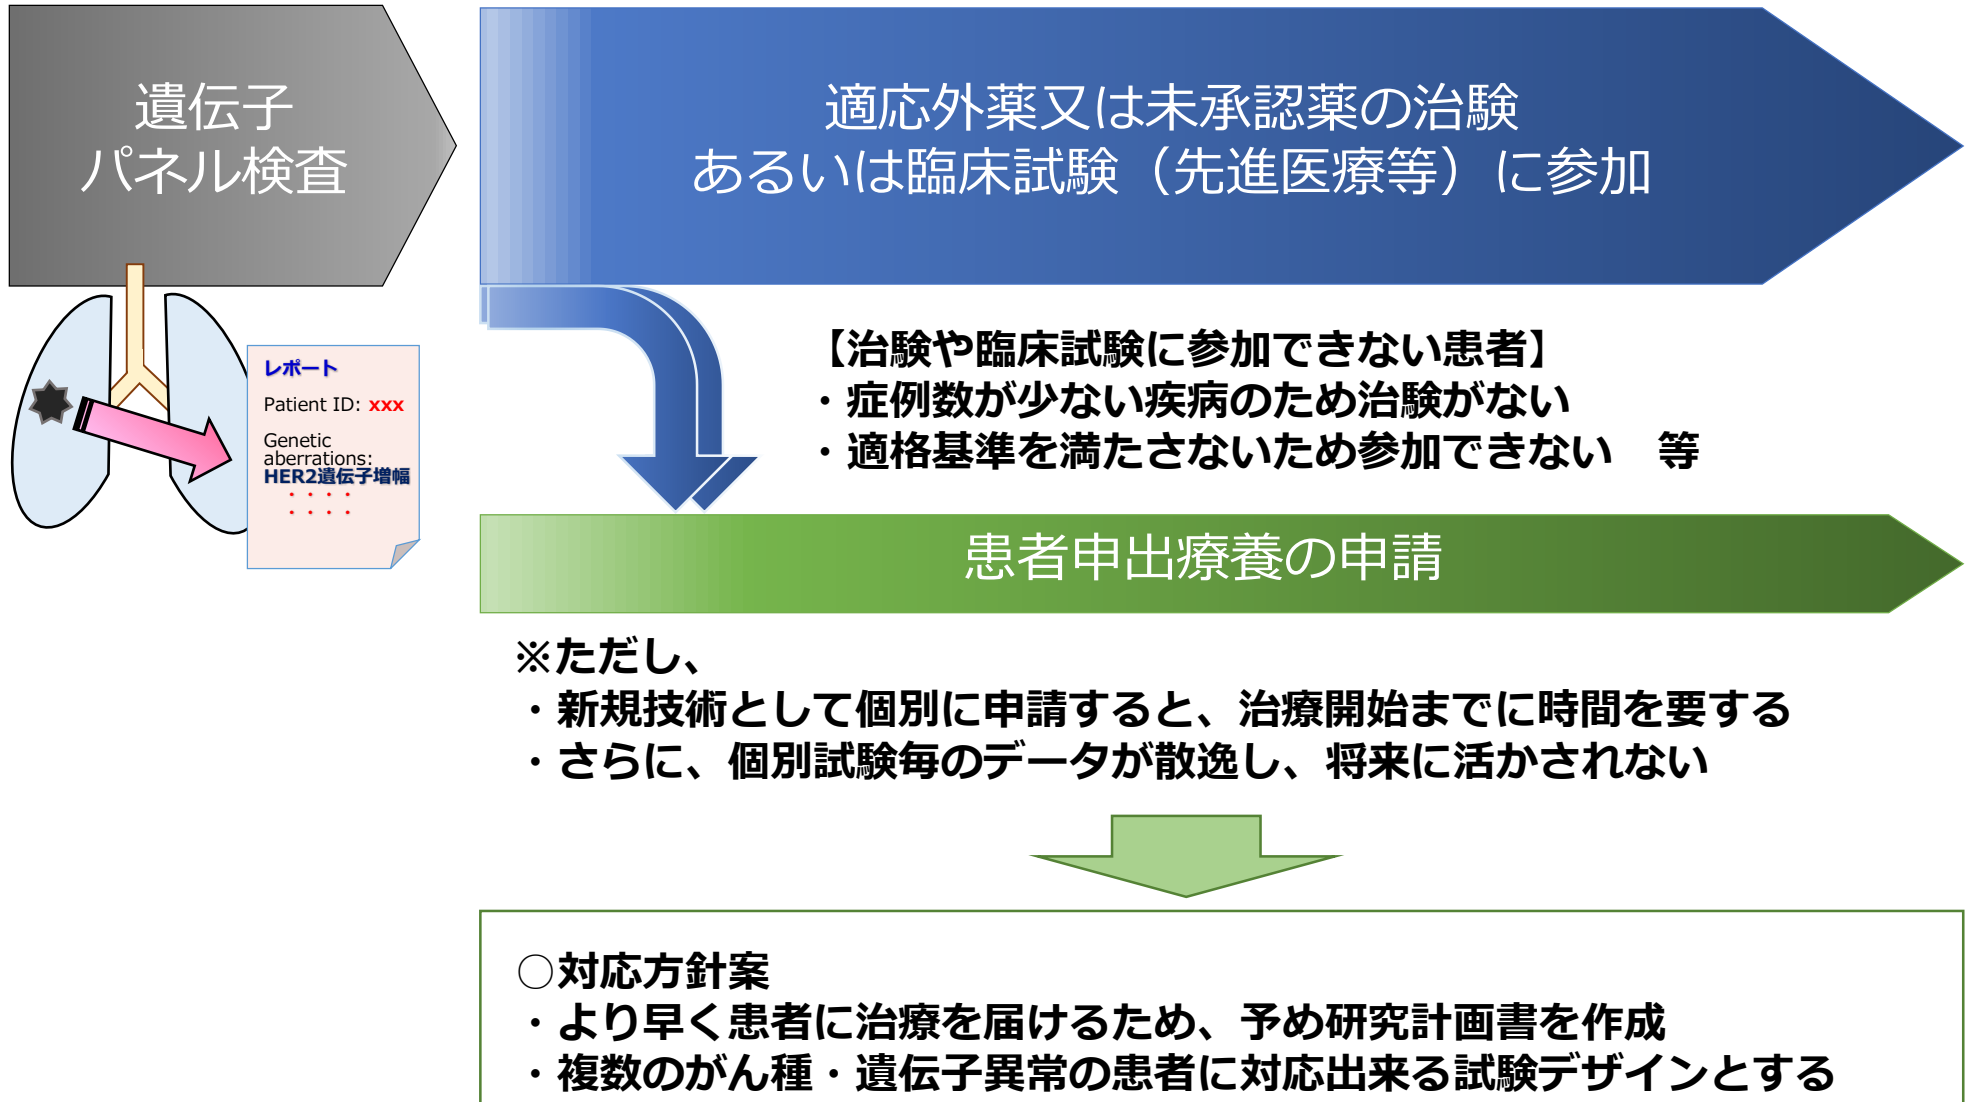 遺伝子
パネル検査
適応外薬又は未承認薬の治験
あるいは臨床試験（先進医療等）に参加
レポート
Patient ID: xxx
Genetic
aberrations:
HER2遺伝子増幅
・・・・
・・・・
【治験や臨床試験に参加できない患者】
・症例数が少ない疾病のため治験がない
・適格基準を満たさないため参加できない　等
患者申出療養の申請
※ただし、
・新規技術として個別に申請すると、治療開始までに時間を要する
・さらに、個別試験毎のデータが散逸し、将来に活かされない
○対応方針案
・より早く患者に治療を届けるため、予め研究計画書を作成
・複数のがん種・遺伝子異常の患者に対応出来る試験デザインとする